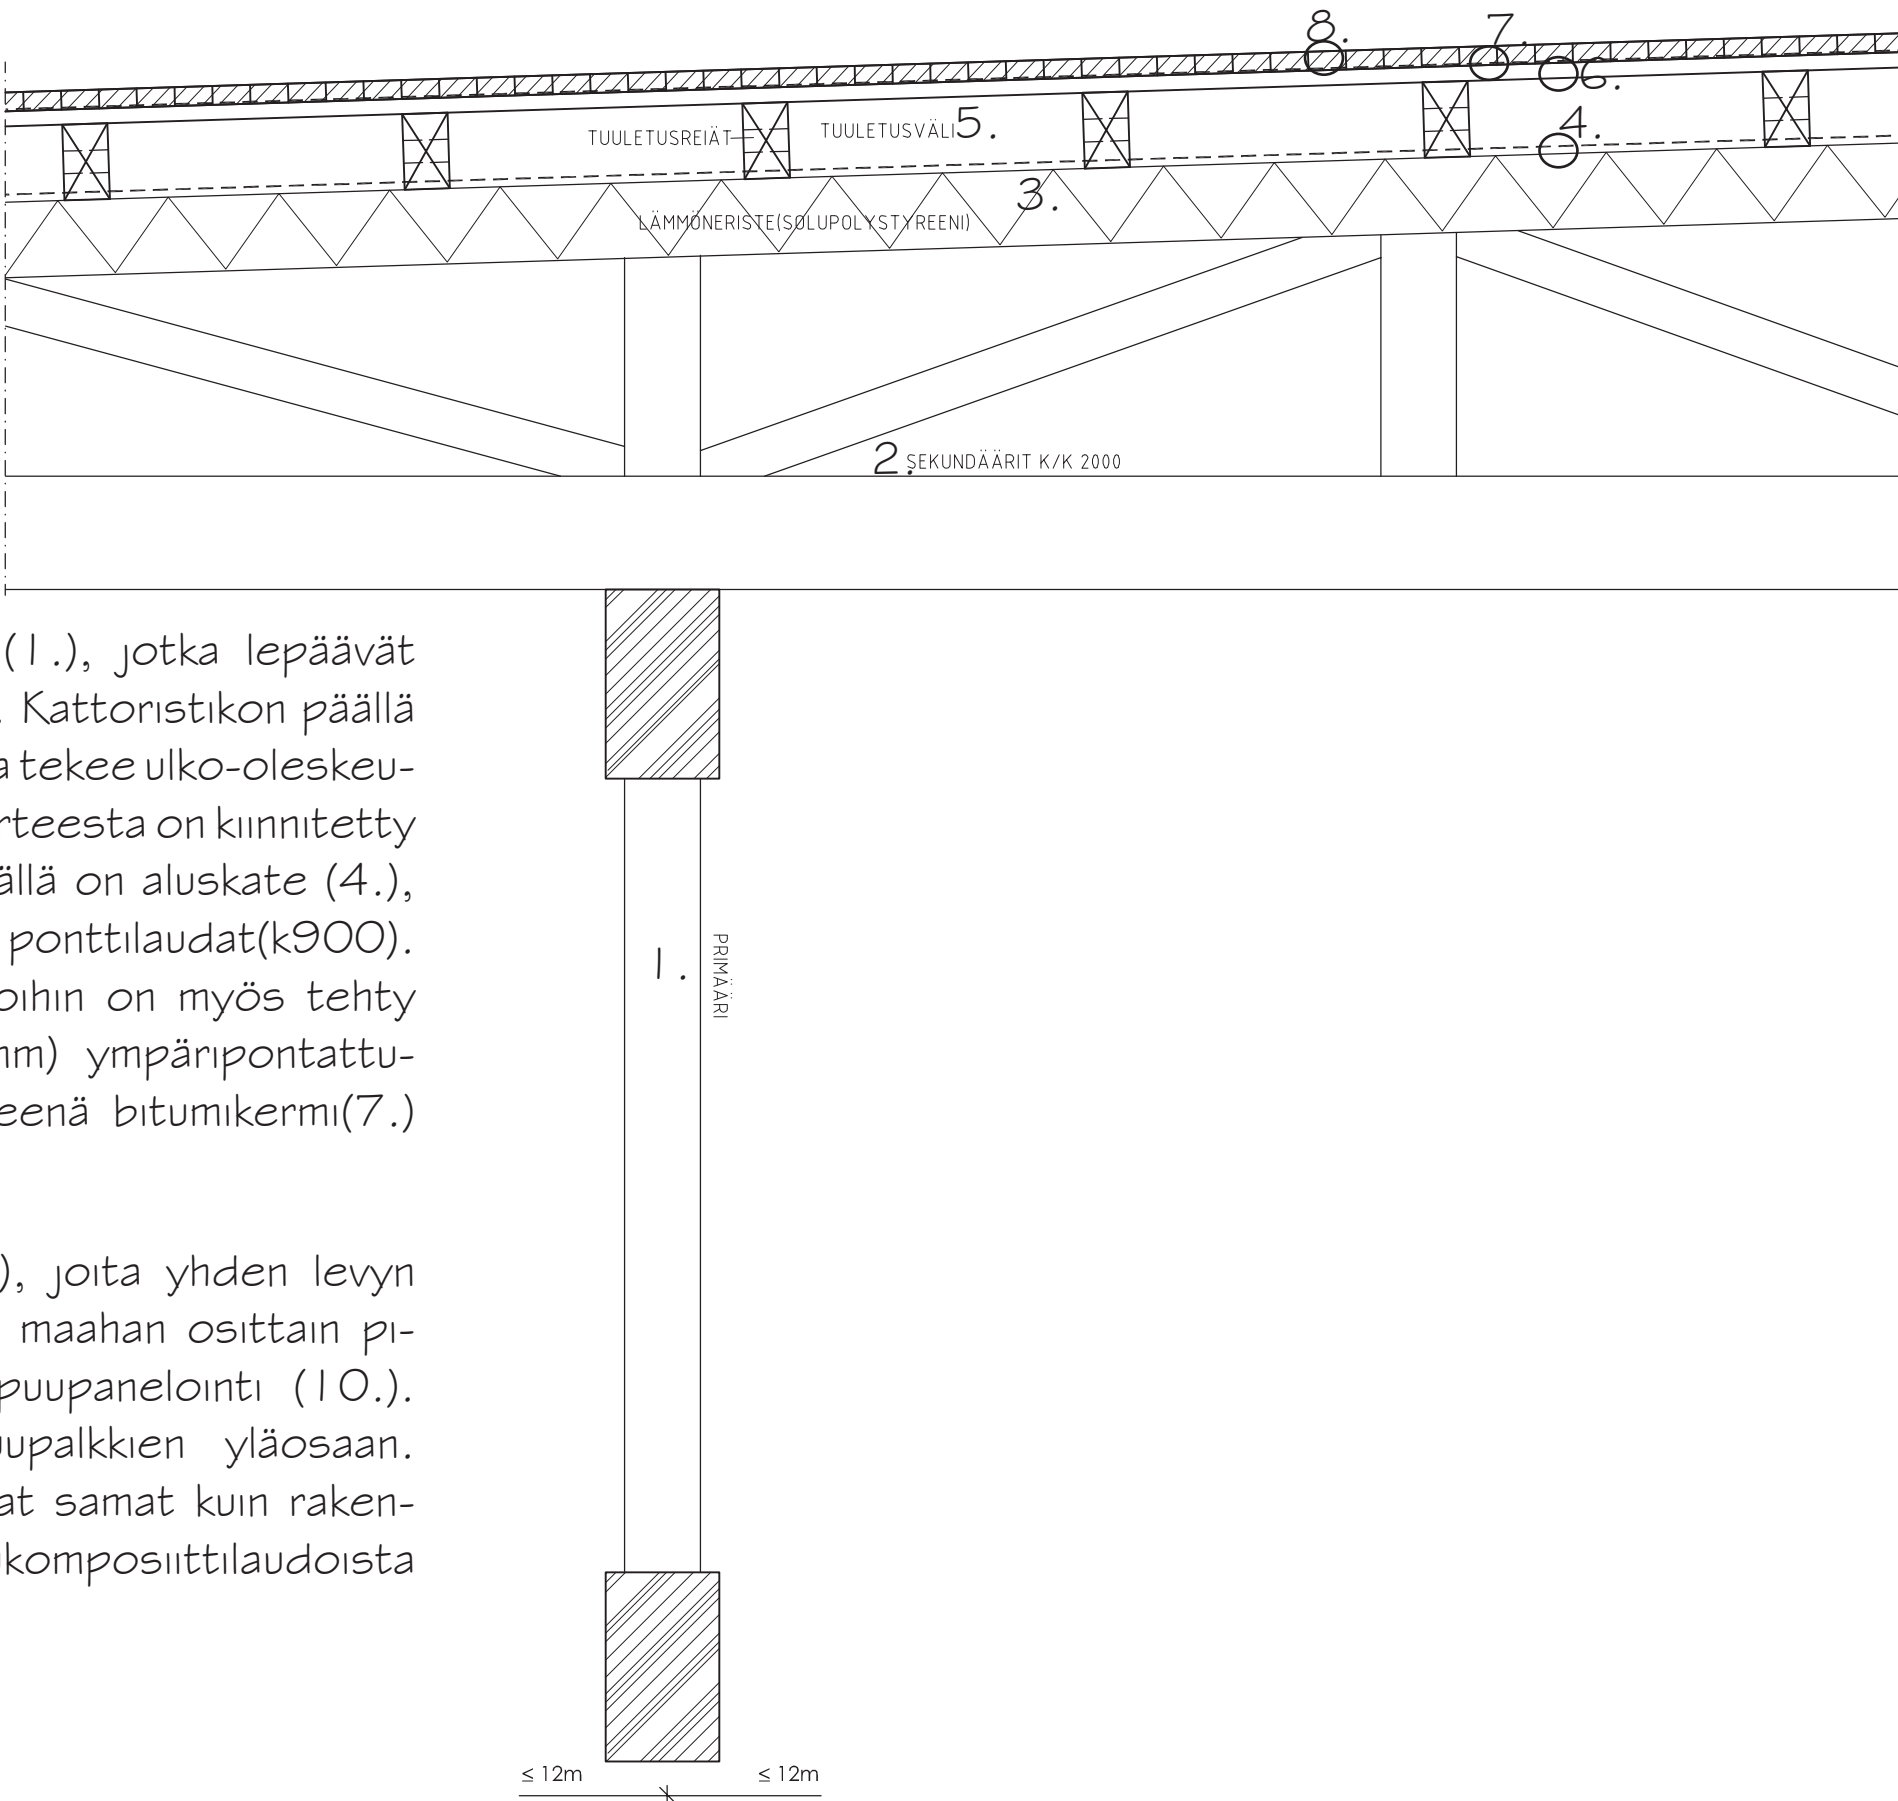 8. 7.
6.
TUULETUSREIÄT TUULETUSVÄLI 5. 4.
3.
LÄMMÖNERISTE(SOLUPOLYSTYREENI)
2. SEKUNDÄÄRIT K/K 2000
(1.), jotka lepäävät
. Kattoristikon päällä
a tekee ulko-oleskeu-
rteesta on kiinnitetty
ällä on aluskate (4.),
ponttilaudat(k900).
oihin on myös tehty
mm) ympäripontattu-
eenä bitumikermi(7.)
), joita yhden levyn
maahan osittain pi-
puupanelointi (10.).
uupalkkien yläosaan.
at samat kuin raken-
komposiittilaudoista
1. PRIMÄÄRI
≤ 12m ≤ 12m